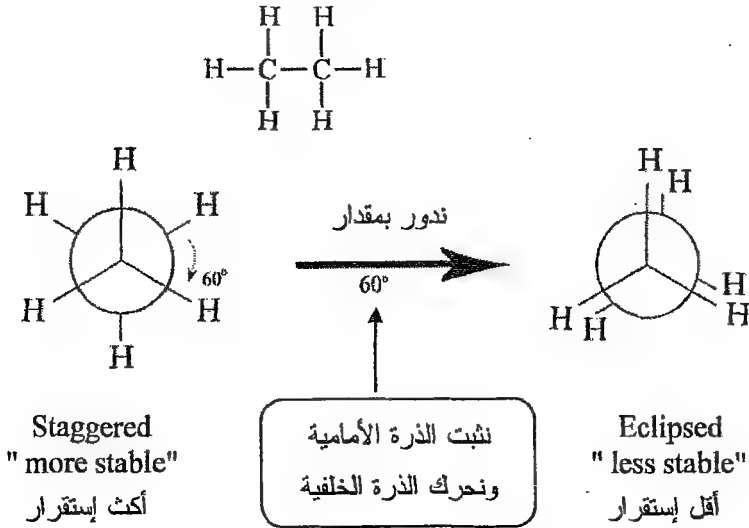 H H
H-C-C-H
H H
H
H H
60°
H H
H
Staggered
" more stable"
أكث إستقرار
ندور بمقدار
60°
نثبت الذرة الأمامية
ونحرك الذرة الخلفية
H H
H H
H H
Eclipsed
" less stable"
أقل إستقرار